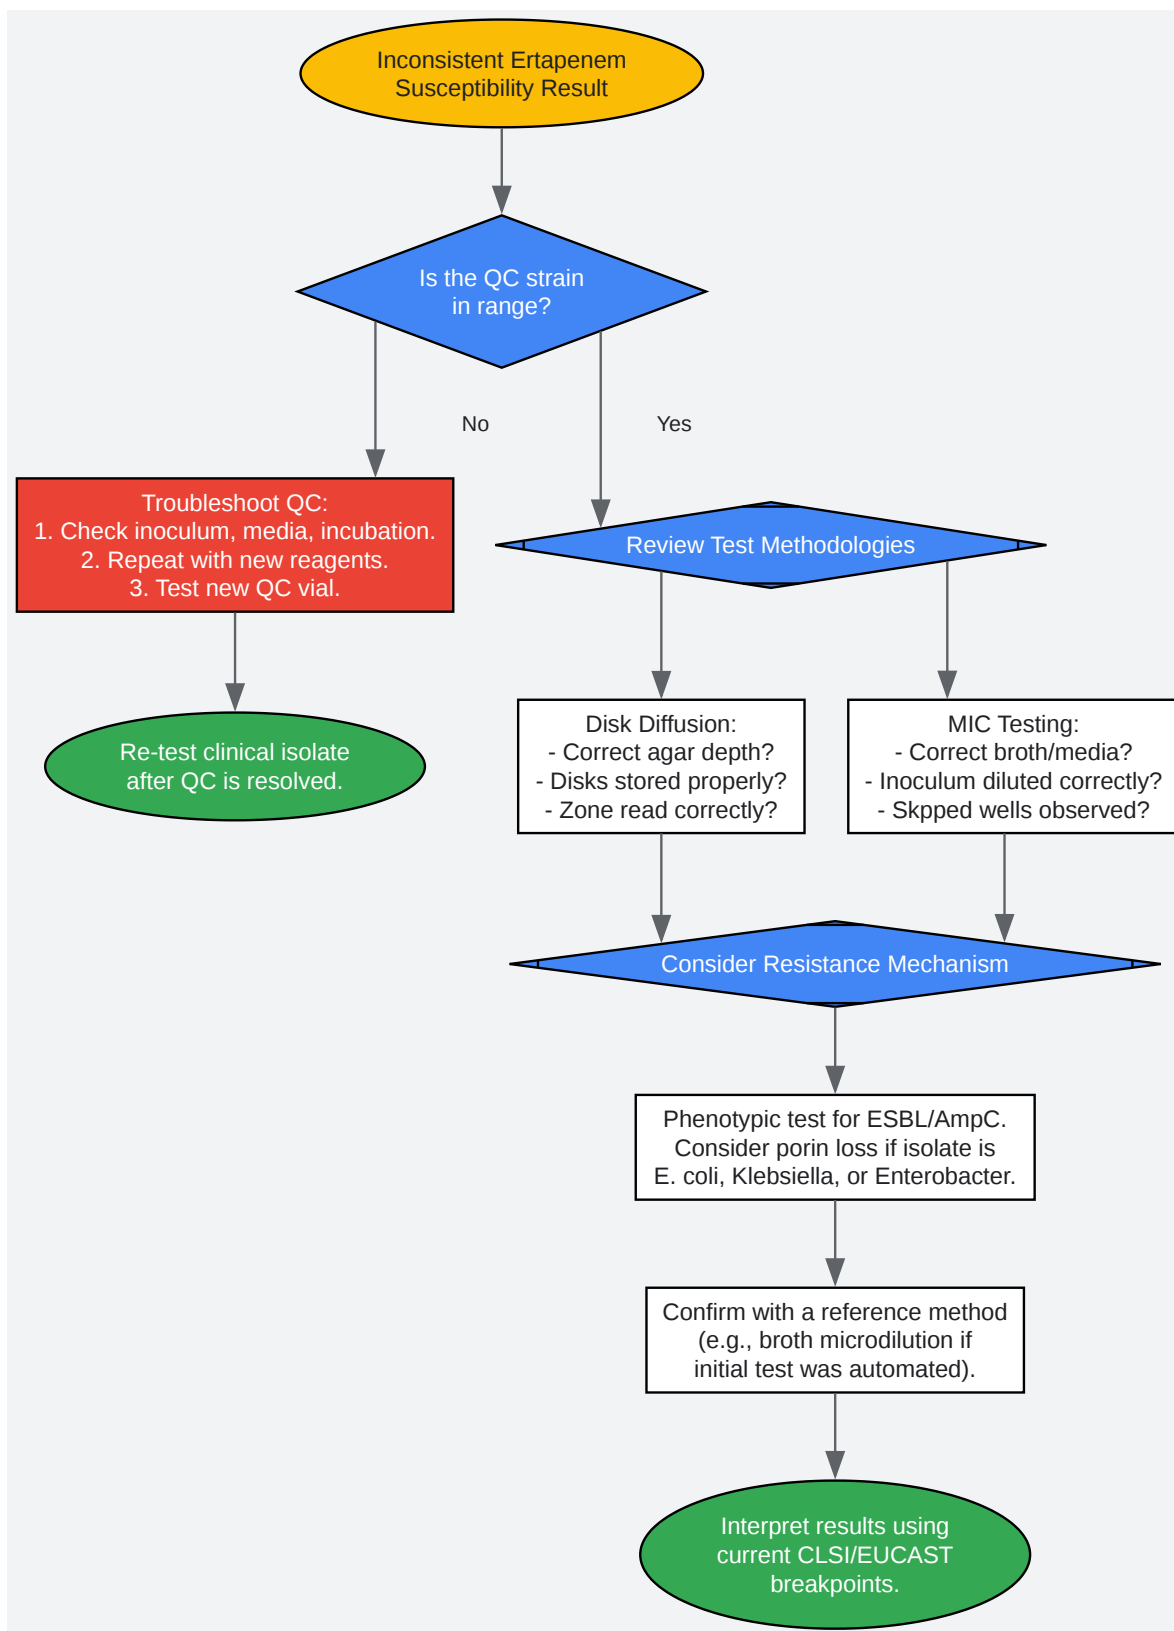 Inconsistent Ertapenem
Susceptibility Result
Is the QC strain
in range?
No
Yes
Troubleshoot QC:
1. Check inoculum, media, incubation.
2. Repeat with new reagents.
3. Test new QC vial.
Review Test Methodologies
Re-test clinical isolate
after QC is resolved.
Disk Diffusion:
- Correct agar depth?
- Disks stored properly?
- Zone read correctly?
MIC Testing:
- Correct broth/media?
- Inoculum diluted correctly?
- Skpped wells observed?
Consider Resistance Mechanism
Phenotypic test for ESBL/AmpC.
Consider porin loss if isolate is
E. coli, Klebsiella, or Enterobacter.
Confirm with a reference method
(e.g., broth microdilution if
initial test was automated).
Interpret results using
current CLSI/EUCAST
breakpoints.